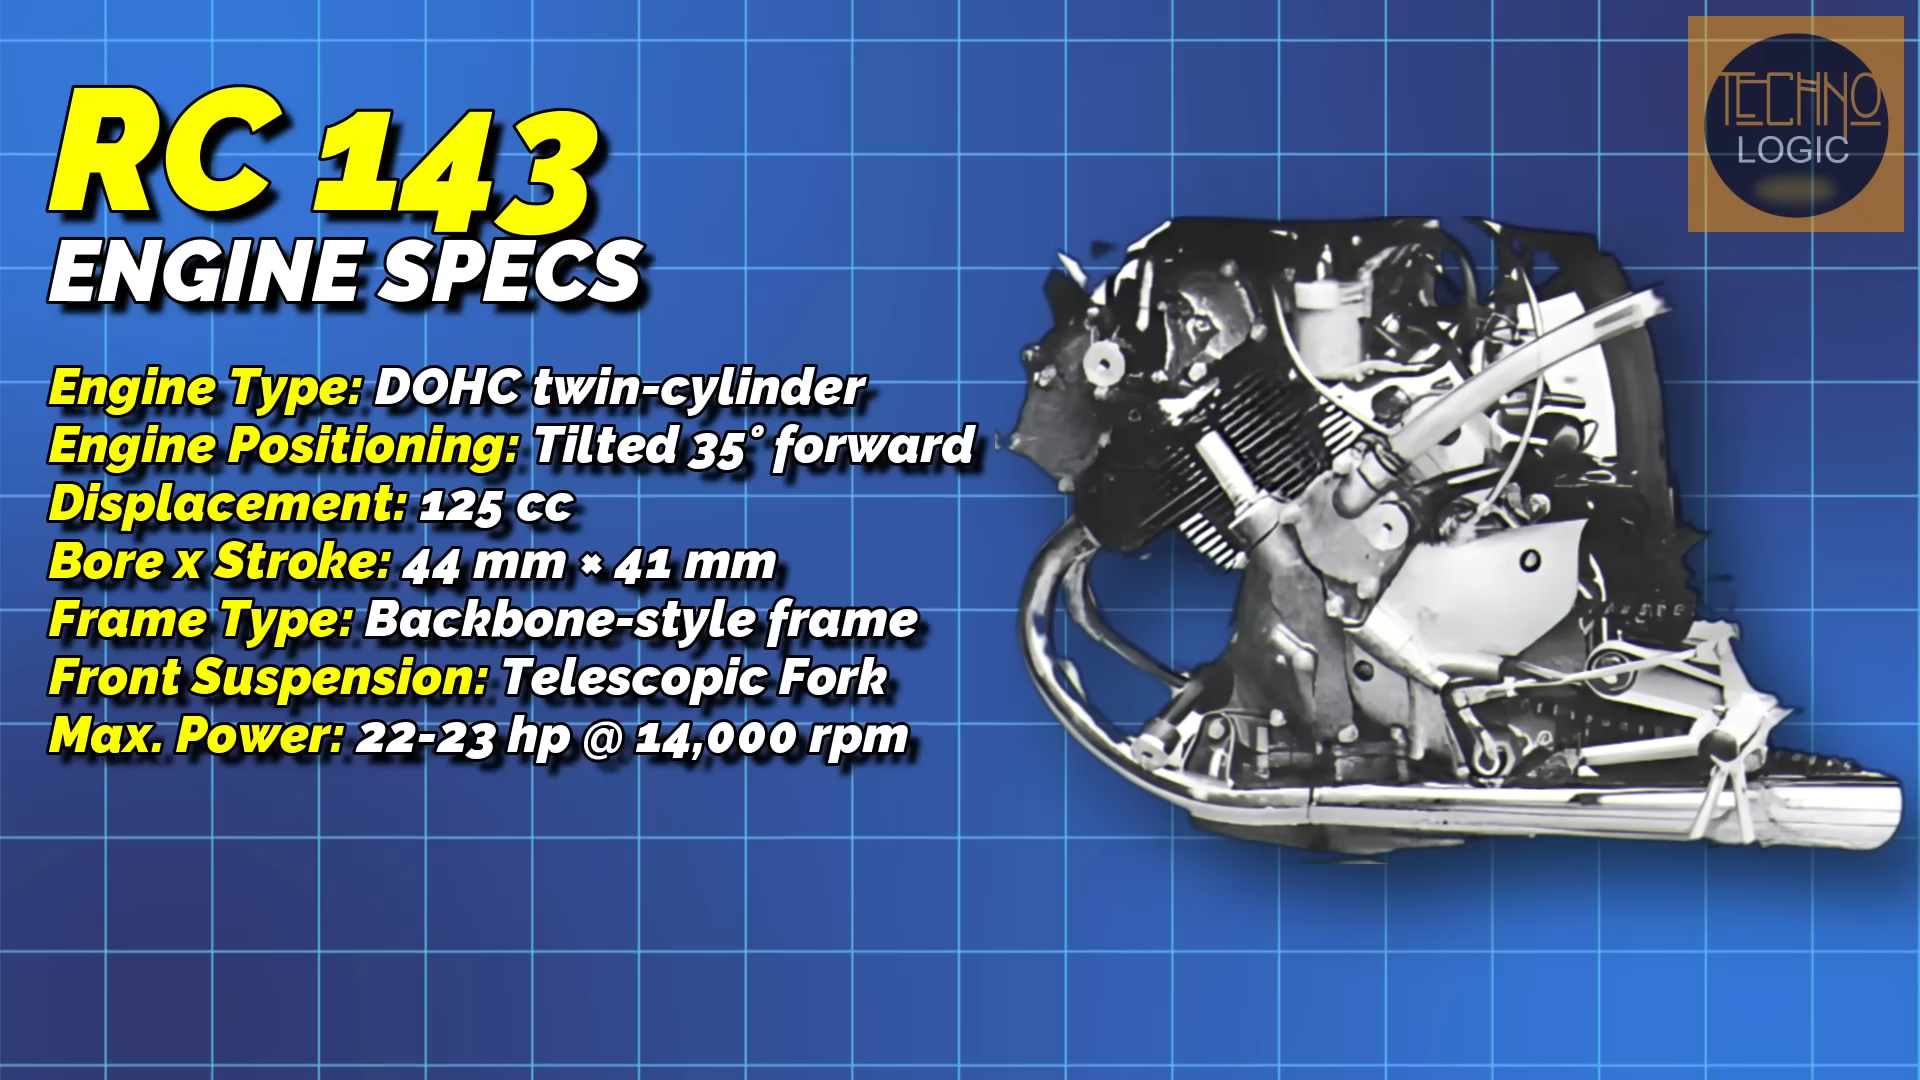 RC 143
ENGINE SPECS
Engine Type: DOHC twin-cylinder
Engine Positioning: Tilted 35° forward
Displacement: 125 cc
Bore x Stroke: 44 mm × 41 mm
Frame Type: Backbone-style frame
Front Suspension: Telescopic Fork
Max. Power: 22-23 hp @ 14,000 rpm
TECHNO
LOGIC